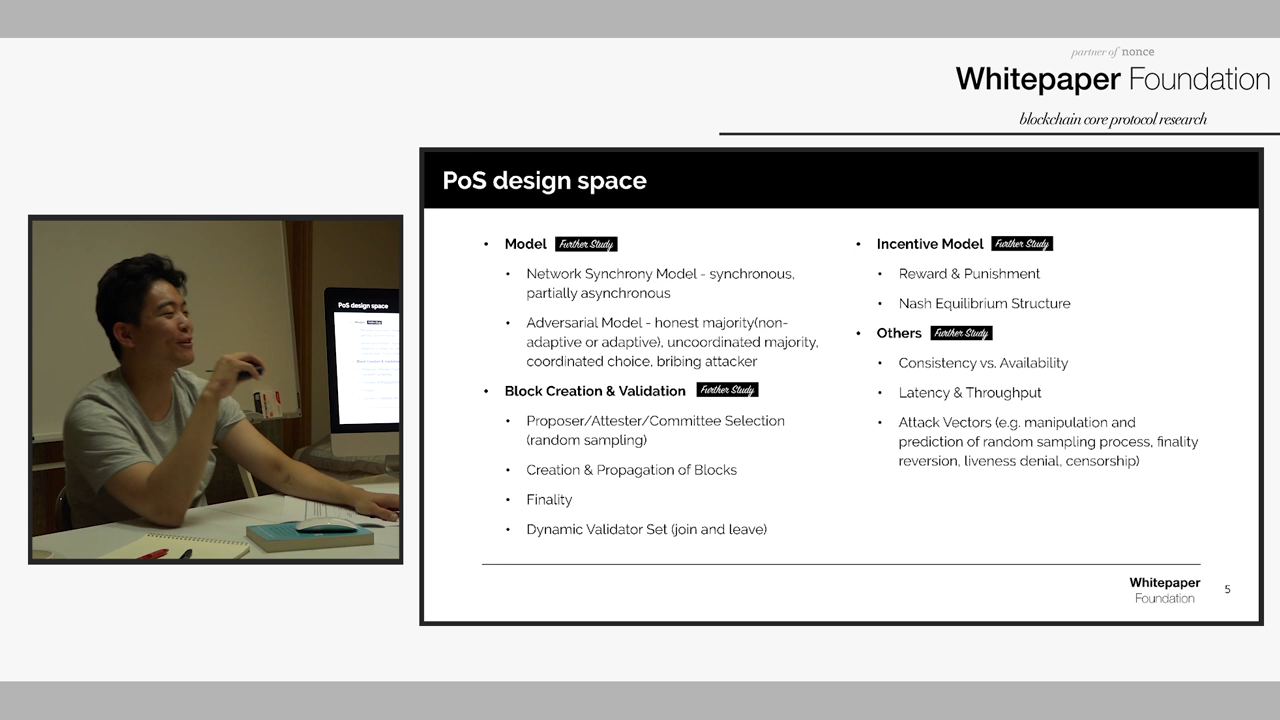 partner of nonce
Whitepaper Foundation
blockchain core protocol research
PoS design space
• Model Further Study
• Network Synchrony Model - synchronous,
partially asynchronous
• Adversarial Model - honest majority(non-
adaptive or adaptive), uncoordinated majority,
coordinated choice, bribing attacker
• Block Creation & Validation Further Study
• Proposer/Attester/Committee Selection
(random sampling)
• Creation & Propagation of Blocks
• Finality
• Dynamic Validator Set (join and leave)
• Incentive Model Further Study
• Reward & Punishment
• Nash Equilibrium Structure
• Others Further Study
• Consistency vs. Availability
• Latency & Throughput
• Attack Vectors (e.g. manipulation and
prediction of random sampling process, finality
reversion, liveness denial, censorship)
Whitepaper
Foundation
5
PoS design space